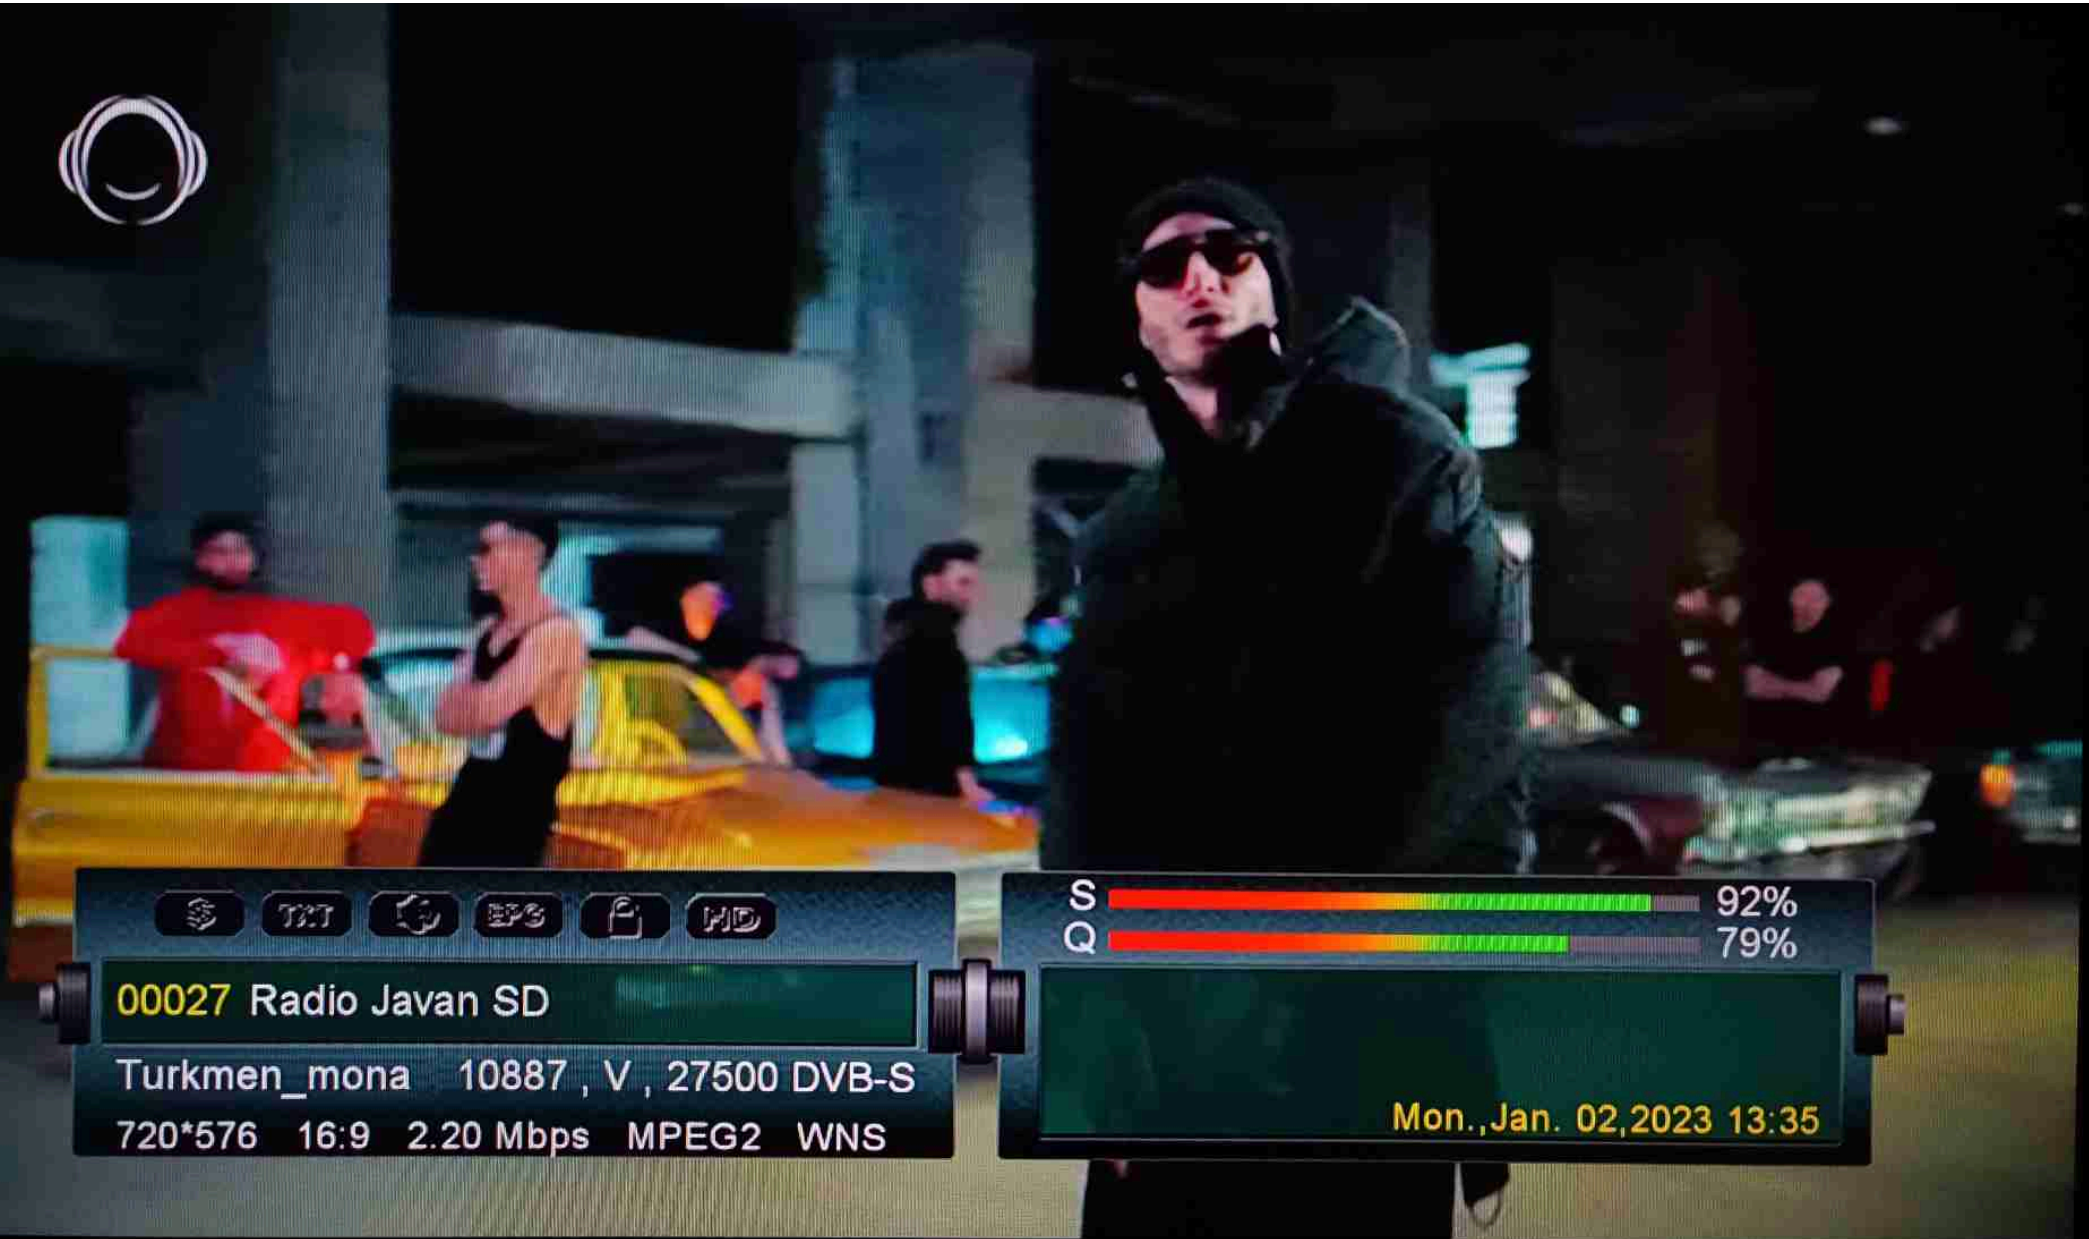 TXT EPG HD
00027 Radio Javan SD
Turkmen_mona 10887 , V , 27500 DVB-S
720*576 16:9 2.20 Mbps MPEG2 WNS
S 92%
Q 79%
Mon.,Jan. 02,2023 13:35